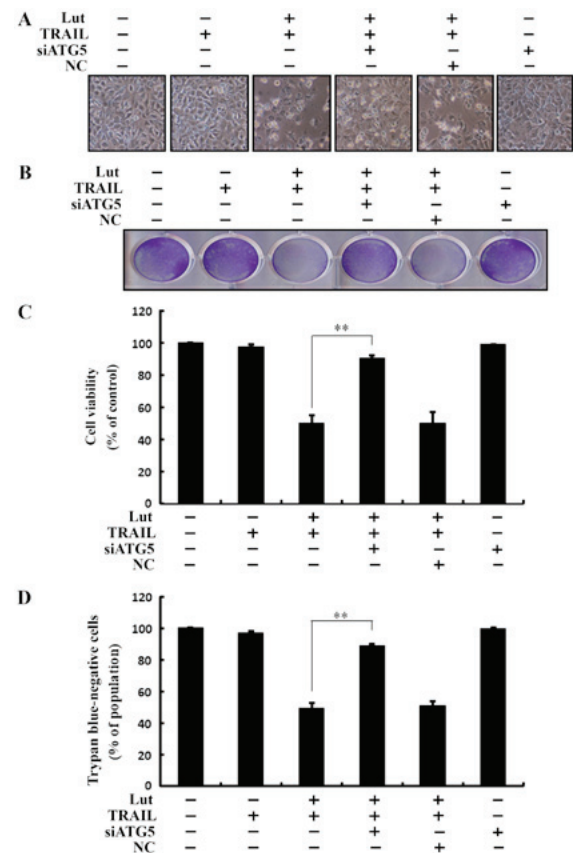 A
Lut – – + + + –
TRAIL – + + + + –
siATG5 – – – + – +
NC – – – – + –
B
Lut – – + + + –
TRAIL – + + + + –
siATG5 – – – + – +
NC – – – – + –
C
Cell viability
(% of control)
120
100
80
60
40
20
0
**
Lut – – + + + –
TRAIL – + + + + –
siATG5 – – – + – +
NC – – – – + –
D
Trypan blue-negative cells
(% of population)
120
100
80
60
40
20
0
**
Lut – – + + + –
TRAIL – + + + + –
siATG5 – – – + – +
NC – – – – + –